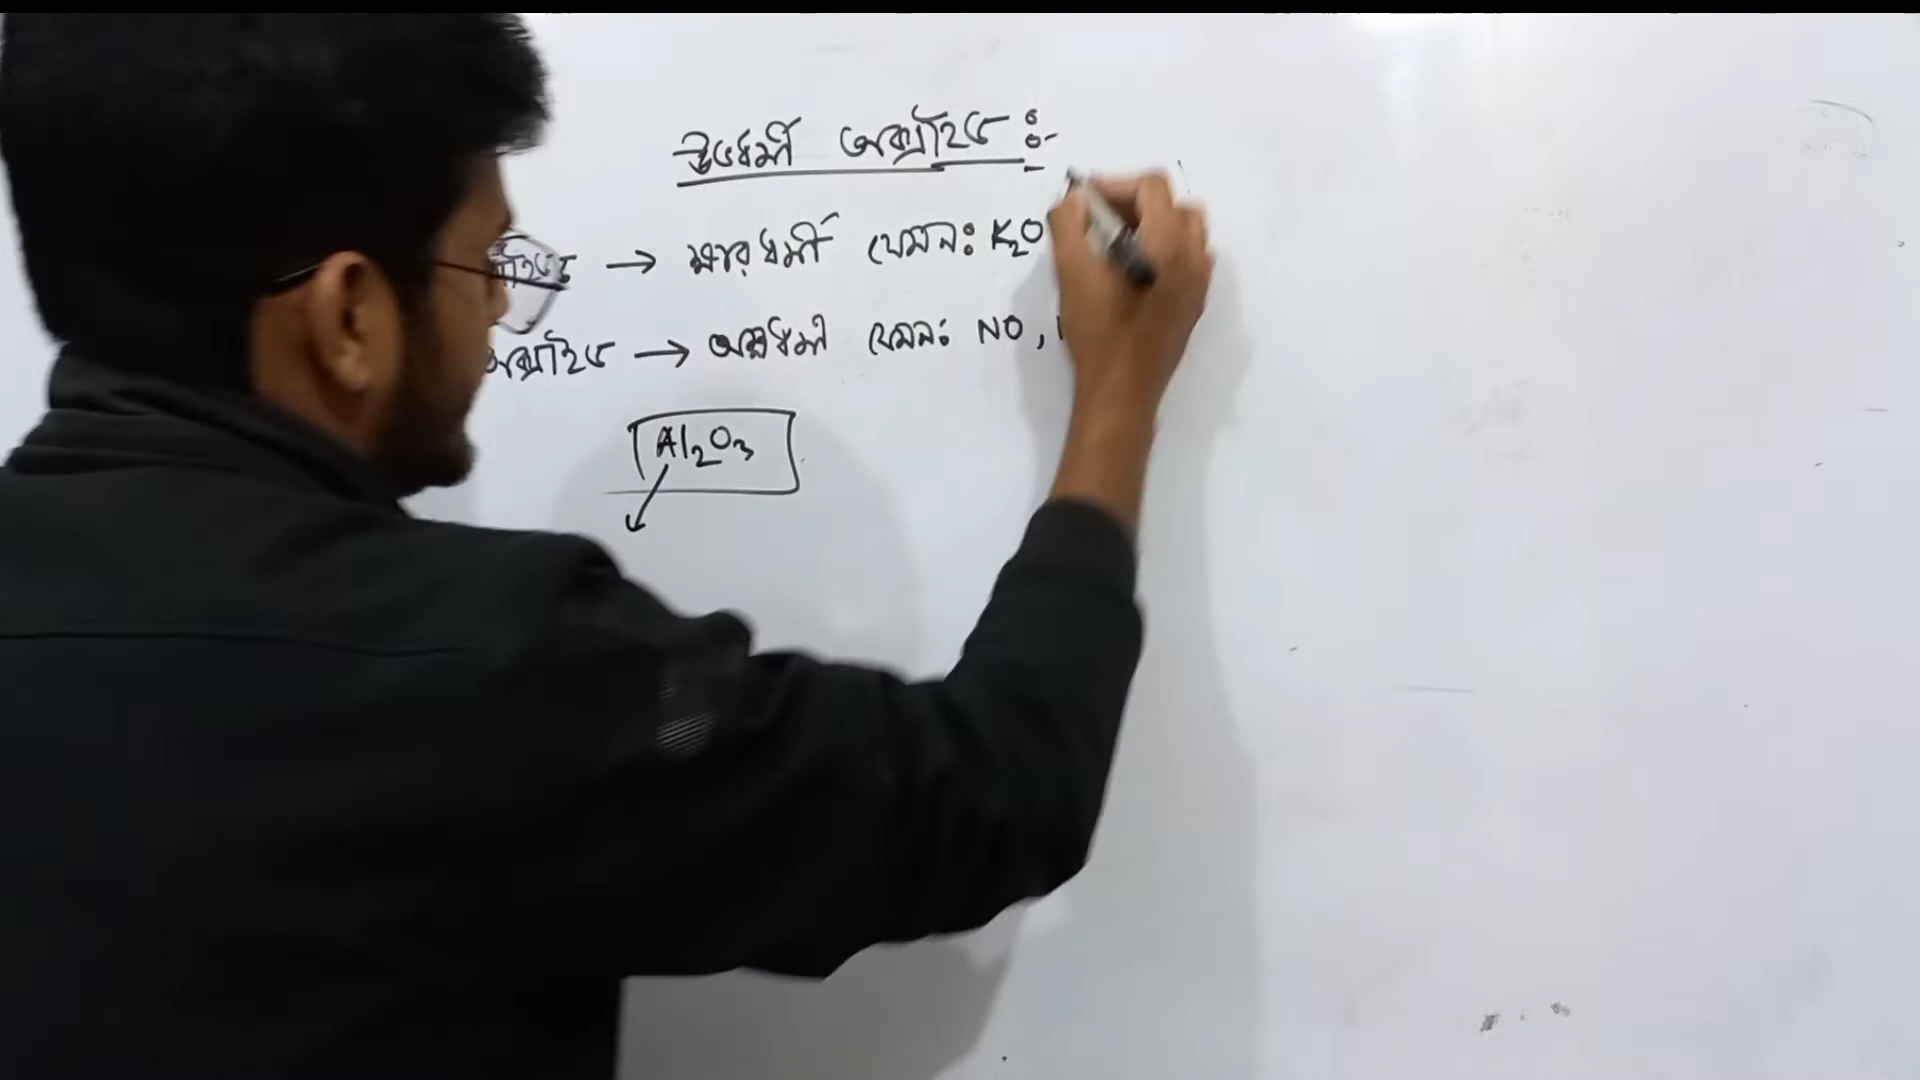 উভধর্মী অক্সাইড ঃ-
→ ক্ষারধর্মী যেমনঃ K₂O
অক্সাইড → অম্লধর্মী যেমনঃ NO,
Al₂O₃